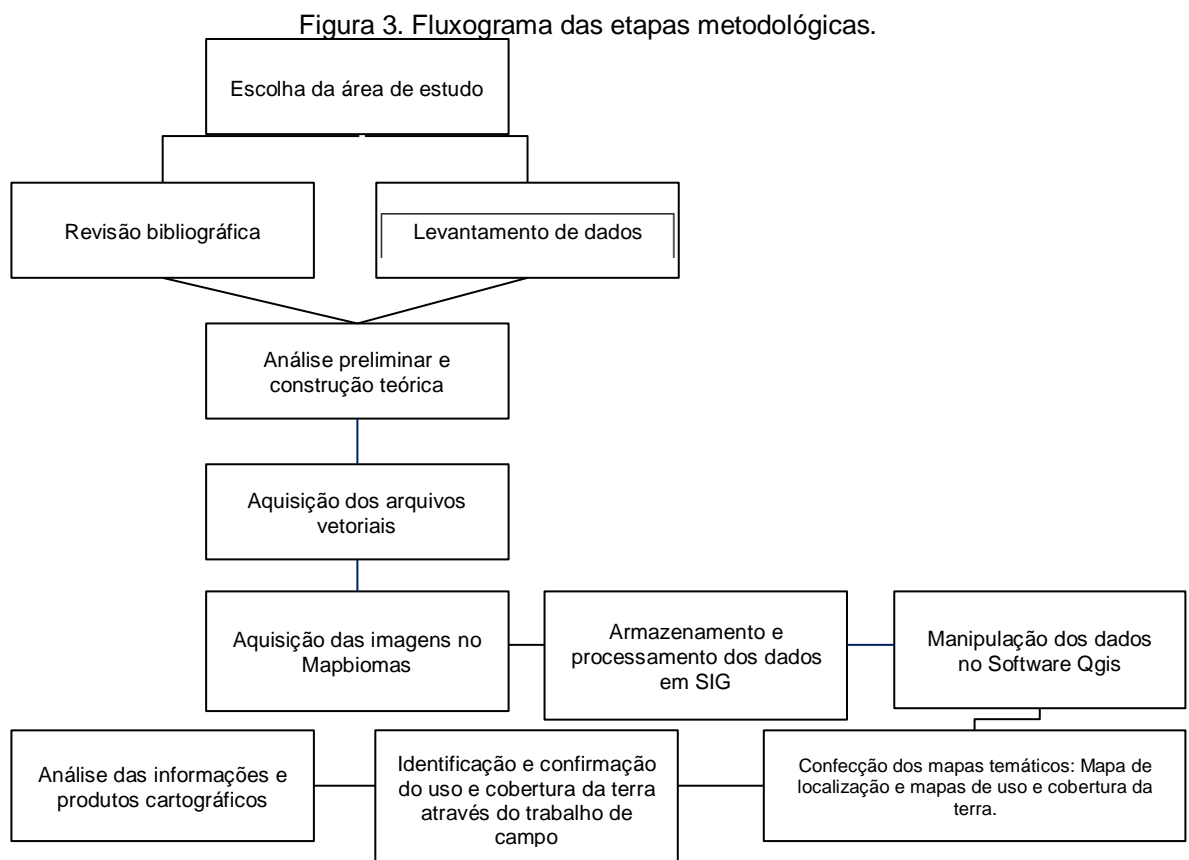 Figura 3. Fluxograma das etapas metodológicas.
Escolha da área de estudo
Revisão bibliográfica
Levantamento de dados
Análise preliminar e
construção teórica
Aquisição dos arquivos
vetoriais
Aquisição das imagens no
Mapbiomas
Armazenamento e
processamento dos dados
em SIG
Manipulação dos dados
no Software Qgis
Confecção dos mapas temáticos: Mapa de
localização e mapas de uso e cobertura da
terra.
Identificação e confirmação
do uso e cobertura da terra
através do trabalho de
campo
Análise das informações e
produtos cartográficos